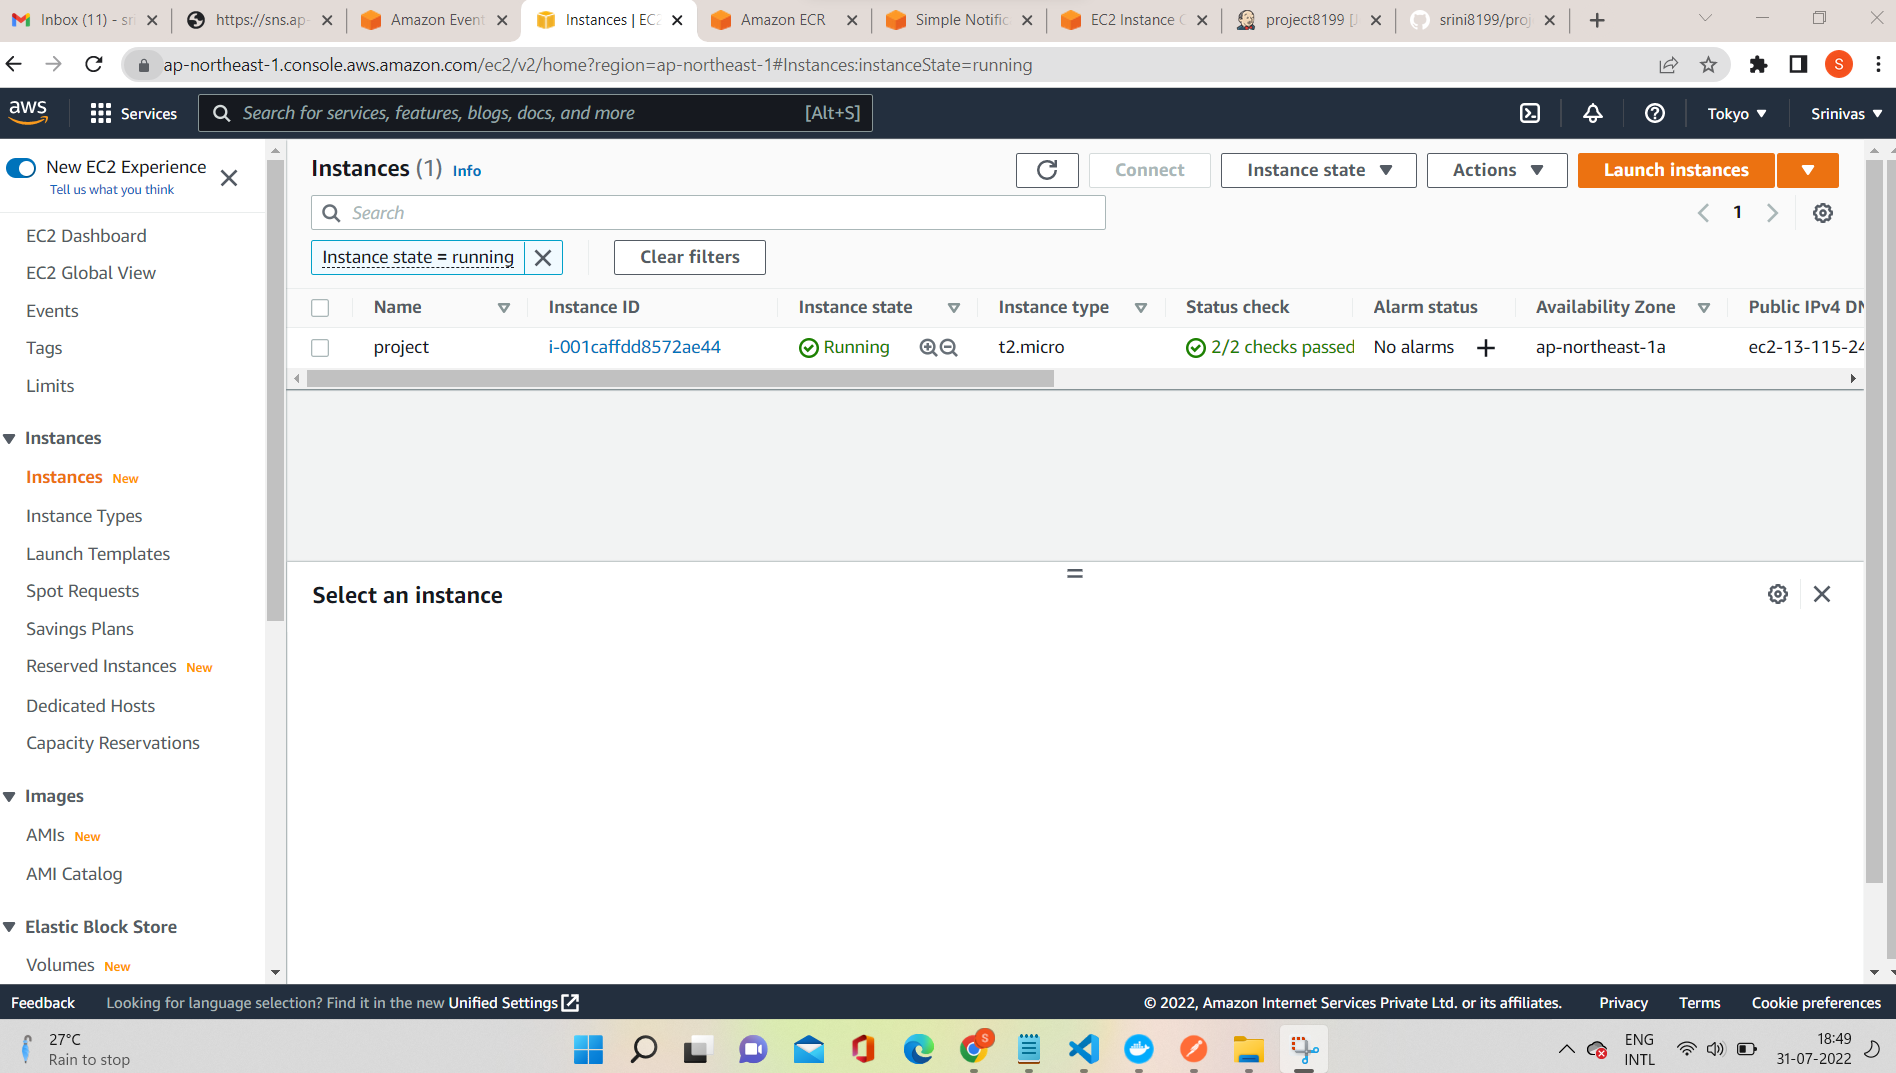 Inbox (11) - sri
https://sns.ap-
Amazon Event
Instances | EC2
Amazon ECR
Simple Notific
EC2 Instance C
project8199 [J
srini8199/proj
ap-northeast-1.console.aws.amazon.com/ec2/v2/home?region=ap-northeast-1#Instances:instanceState=running
S
aws
Services
Search for services, features, blogs, docs, and more
[Alt+S]
Tokyo
Srinivas
New EC2 Experience
Tell us what you think
EC2 Dashboard
EC2 Global View
Events
Tags
Limits
Instances
Instances New
Instance Types
Launch Templates
Spot Requests
Savings Plans
Reserved Instances New
Dedicated Hosts
Capacity Reservations
Images
AMIs New
AMI Catalog
Elastic Block Store
Volumes New
Instances (1) Info
Connect
Instance state
Actions
Launch instances
Search
1
Instance state = running
Clear filters
Name
Instance ID
Instance state
Instance type
Status check
Alarm status
Availability Zone
Public IPv4 DN
project
i-001caffdd8572ae44
Running
t2.micro
2/2 checks passed
No alarms
ap-northeast-1a
ec2-13-115-24
Select an instance
Feedback
Looking for language selection? Find it in the new Unified Settings
© 2022, Amazon Internet Services Private Ltd. or its affiliates.
Privacy
Terms
Cookie preferences
27°C
Rain to stop
S
ENG
INTL
18:49
31-07-2022